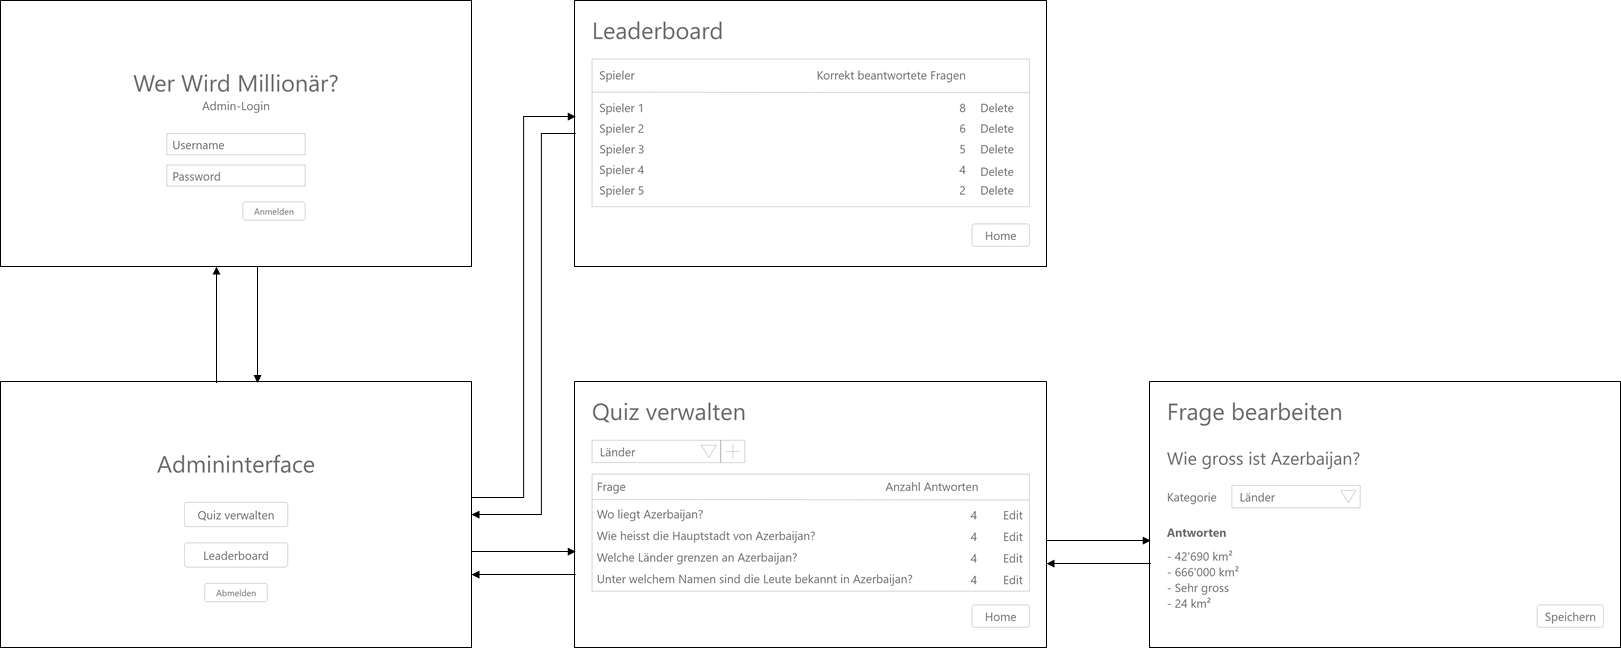 Wer Wird Millionär?
Admin-Login
Username
Password
Anmelden
Leaderboard
Spieler Korrekt beantwortete Fragen
Spieler 1 8 Delete
Spieler 2 6 Delete
Spieler 3 5 Delete
Spieler 4 4 Delete
Spieler 5 2 Delete
Home
Admininterface
Quiz verwalten
Leaderboard
Abmelden
Quiz verwalten
Länder
Frage Anzahl Antworten
Wo liegt Azerbaijan? 4 Edit
Wie heisst die Hauptstadt von Azerbaijan? 4 Edit
Welche Länder grenzen an Azerbaijan? 4 Edit
Unter welchem Namen sind die Leute bekannt in Azerbaijan? 4 Edit
Home
Frage bearbeiten
Wie gross ist Azerbaijan?
Kategorie Länder
Antworten
- 42'690 km²
- 666'000 km²
- Sehr gross
- 24 km²
Speichern